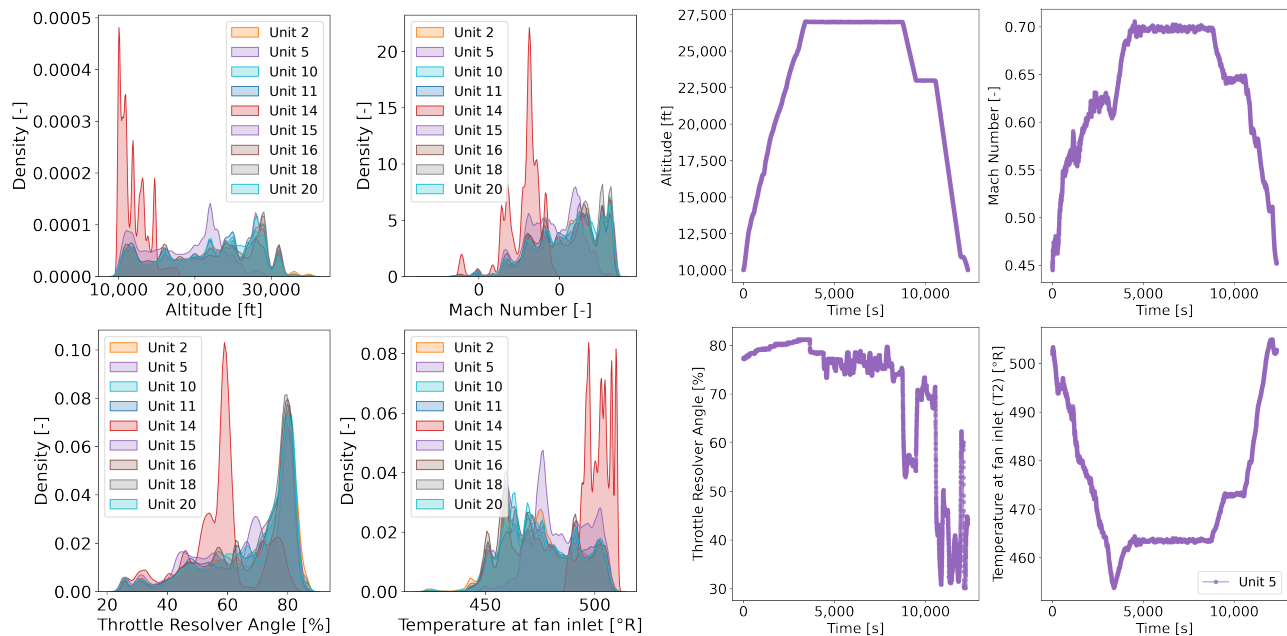 0.0005
0.0004
0.0003
0.0002
0.0001
0.0000
Density [-]
10,000 20,000 30,000
Altitude [ft]
Unit 2
Unit 5
Unit 10
Unit 11
Unit 14
Unit 15
Unit 16
Unit 18
Unit 20
20
15
10
5
0
Density [-]
0 0
Mach Number [-]
Unit 2
Unit 5
Unit 10
Unit 11
Unit 14
Unit 15
Unit 16
Unit 18
Unit 20
27,500
25,000
22,500
20,000
17,500
15,000
12,500
10,000
Altitude [ft]
0 5,000 10,000
Time [s]
0.70
0.65
0.60
0.55
0.50
0.45
Mach Number [-]
0 5,000 10,000
Time [s]
0.10
0.08
0.06
0.04
0.02
0.00
Density [-]
20 40 60 80
Throttle Resolver Angle [%]
Unit 2
Unit 5
Unit 10
Unit 11
Unit 14
Unit 15
Unit 16
Unit 18
Unit 20
0.08
0.06
0.04
0.02
0.00
Density [-]
450 500
Temperature at fan inlet [°R]
Unit 2
Unit 5
Unit 10
Unit 11
Unit 14
Unit 15
Unit 16
Unit 18
Unit 20
80
70
60
50
40
30
Throttle Resolver Angle [%]
0 5,000 10,000
Time [s]
500
490
480
470
460
Temperature at fan inlet (T2) [°R]
0 5,000 10,000
Time [s]
Unit 5